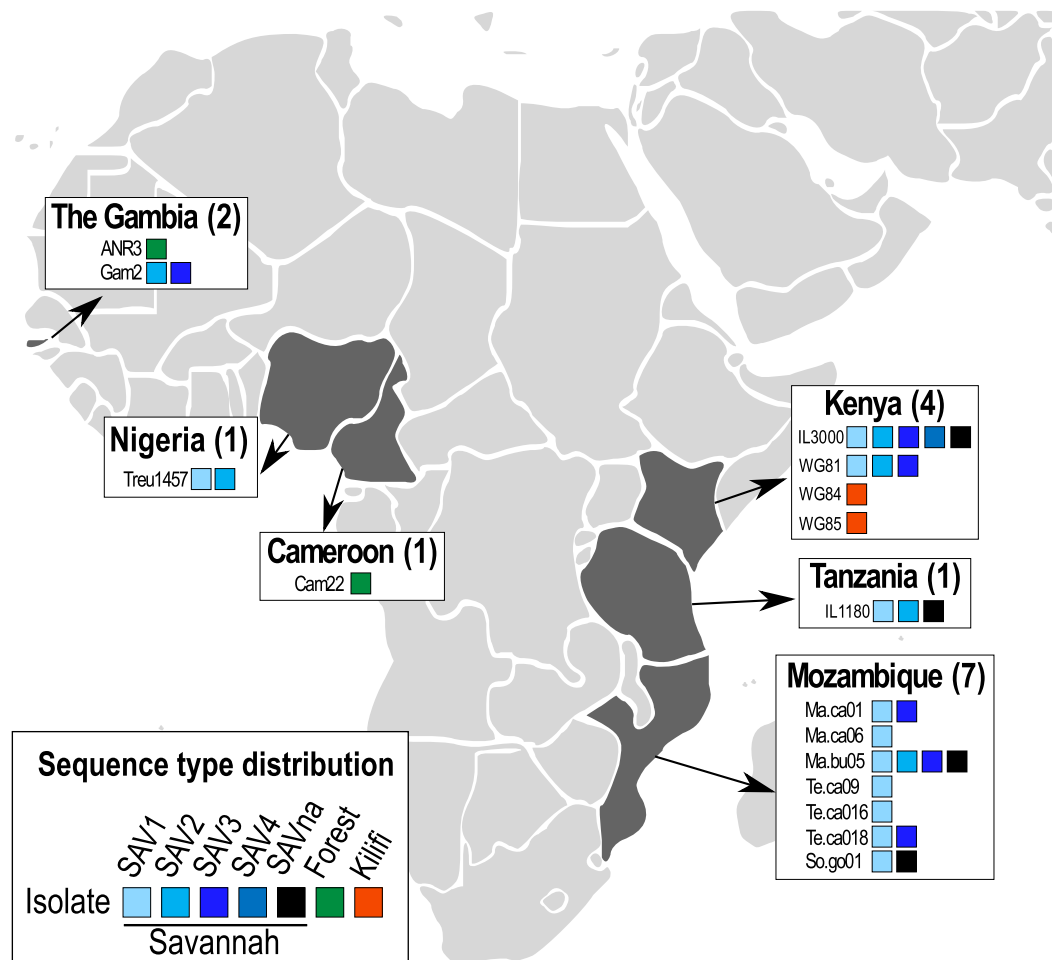 The Gambia (2)
ANR3
Gam2
Nigeria (1)
Treu1457
Cameroon (1)
Cam22
Kenya (4)
IL3000
WG81
WG84
WG85
Tanzania (1)
IL1180
Mozambique (7)
Ma.ca01
Ma.ca06
Ma.bu05
Te.ca09
Te.ca016
Te.ca018
So.go01
Sequence type distribution
SAV1 SAV2 SAV3 SAV4 SAVna Forest Kilifi
Isolate
Savannah